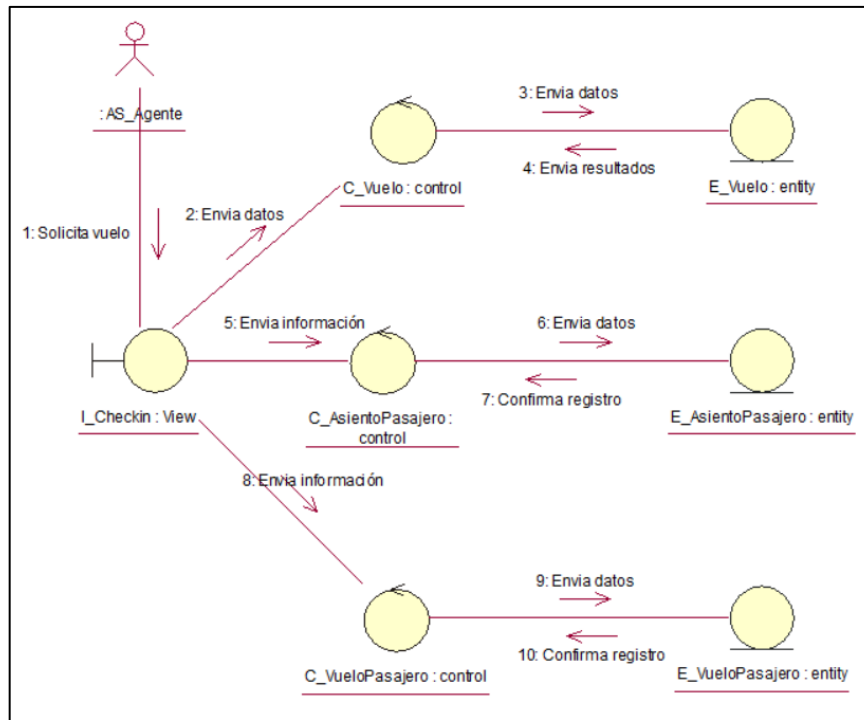 : AS_Agente
3: Envia datos
4: Envia resultados
C_Vuelo : control
E_Vuelo : entity
2: Envia datos
1: Solicita vuelo
5: Envia información
6: Envia datos
7: Confirma registro
I_Checkin : View
C_AsientoPasajero :
control
E_AsientoPasajero : entity
8: Envia información
9: Envia datos
10: Confirma registro
C_VueloPasajero : control
E_VueloPasajero : entity